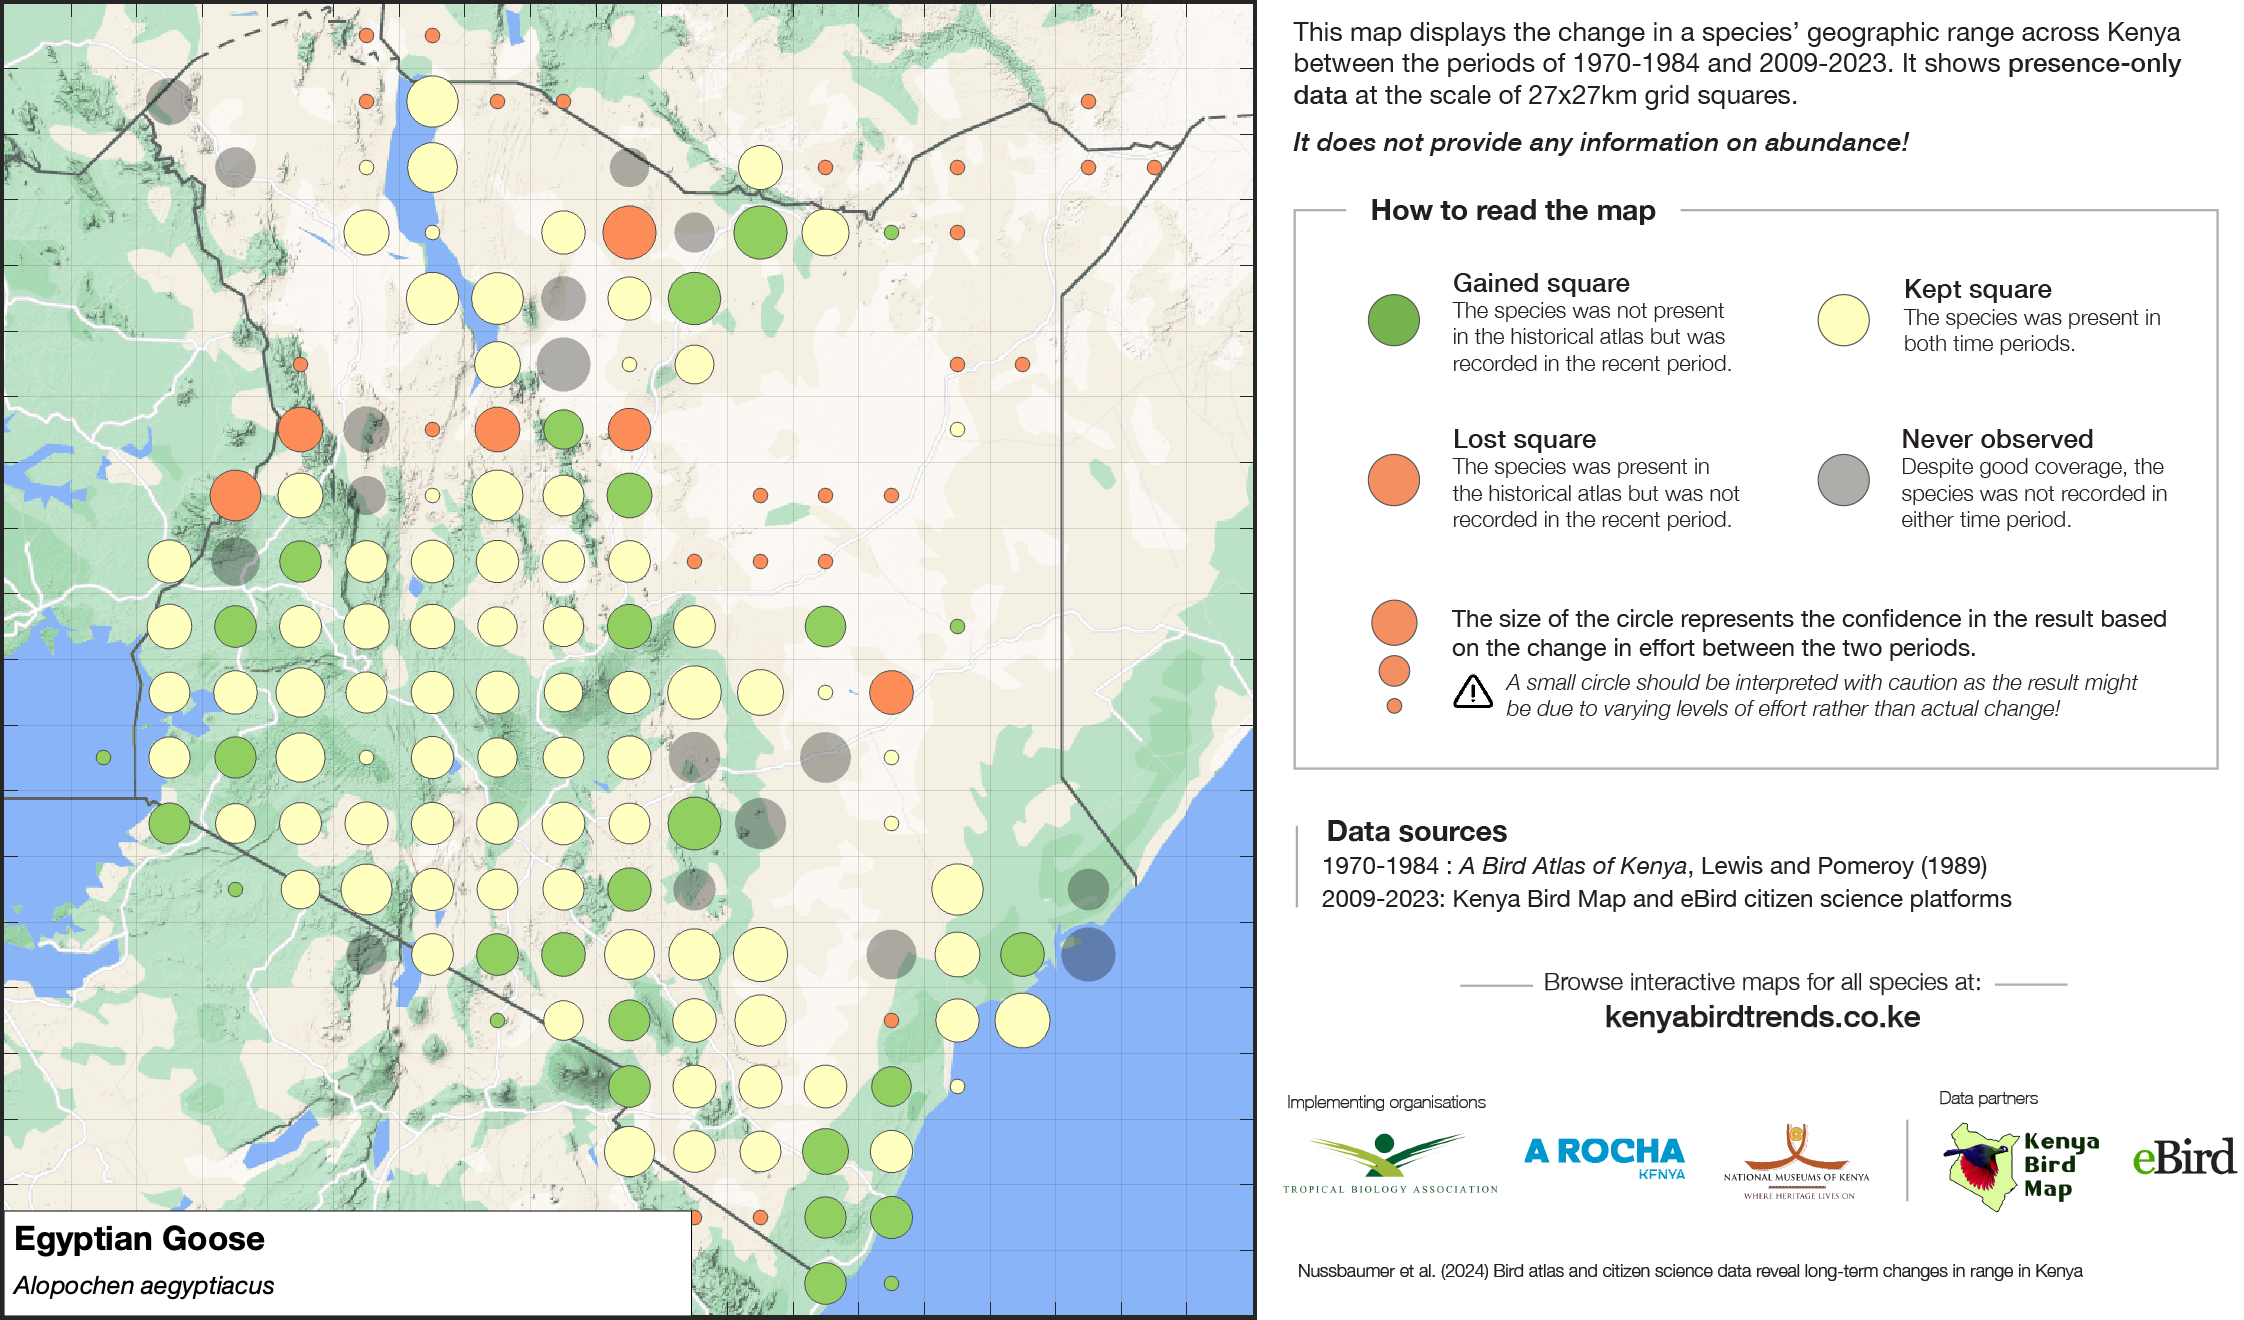 This map displays the change in a species’ geographic range across Kenya
between the periods of 1970-1984 and 2009-2023. It shows presence-only
data at the scale of 27x27km grid squares.
It does not provide any information on abundance!
How to read the map
Gained square
The species was not present
in the historical atlas but was
recorded in the recent period.
Kept square
The species was present in
both time periods.
Lost square
The species was present in
the historical atlas but was not
recorded in the recent period.
Never observed
Despite good coverage, the
species was not recorded in
either time period.
The size of the circle represents the confidence in the result based
on the change in effort between the two periods.
A small circle should be interpreted with caution as the result might
be due to varying levels of effort rather than actual change!
Data sources
1970-1984 : A Bird Atlas of Kenya, Lewis and Pomeroy (1989)
2009-2023: Kenya Bird Map and eBird citizen science platforms
Browse interactive maps for all species at:
kenyabirdtrends.co.ke
Implementing organisations
Data partners
TROPICAL BIOLOGY ASSOCIATION
A ROCHA
KENYA
NATIONAL MUSEUMS OF KENYA
WHERE HERITAGE LIVES ON
Kenya
Bird
Map
eBird
Nussbaumer et al. (2024) Bird atlas and citizen science data reveal long-term changes in range in Kenya
Egyptian Goose
Alopochen aegyptiacus